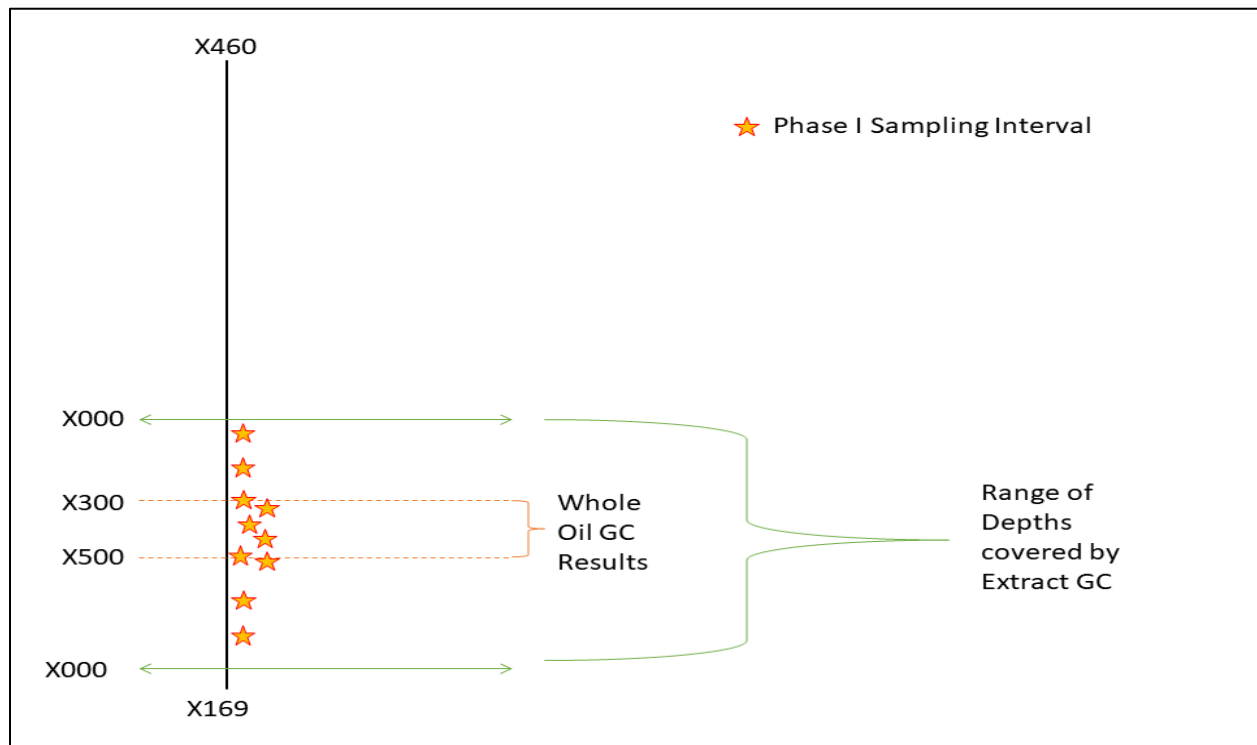 X460
Phase I Sampling Interval
X000
X300
X500
X000
X169
Whole
Oil GC
Results
Range of
Depths
covered by
Extract GC